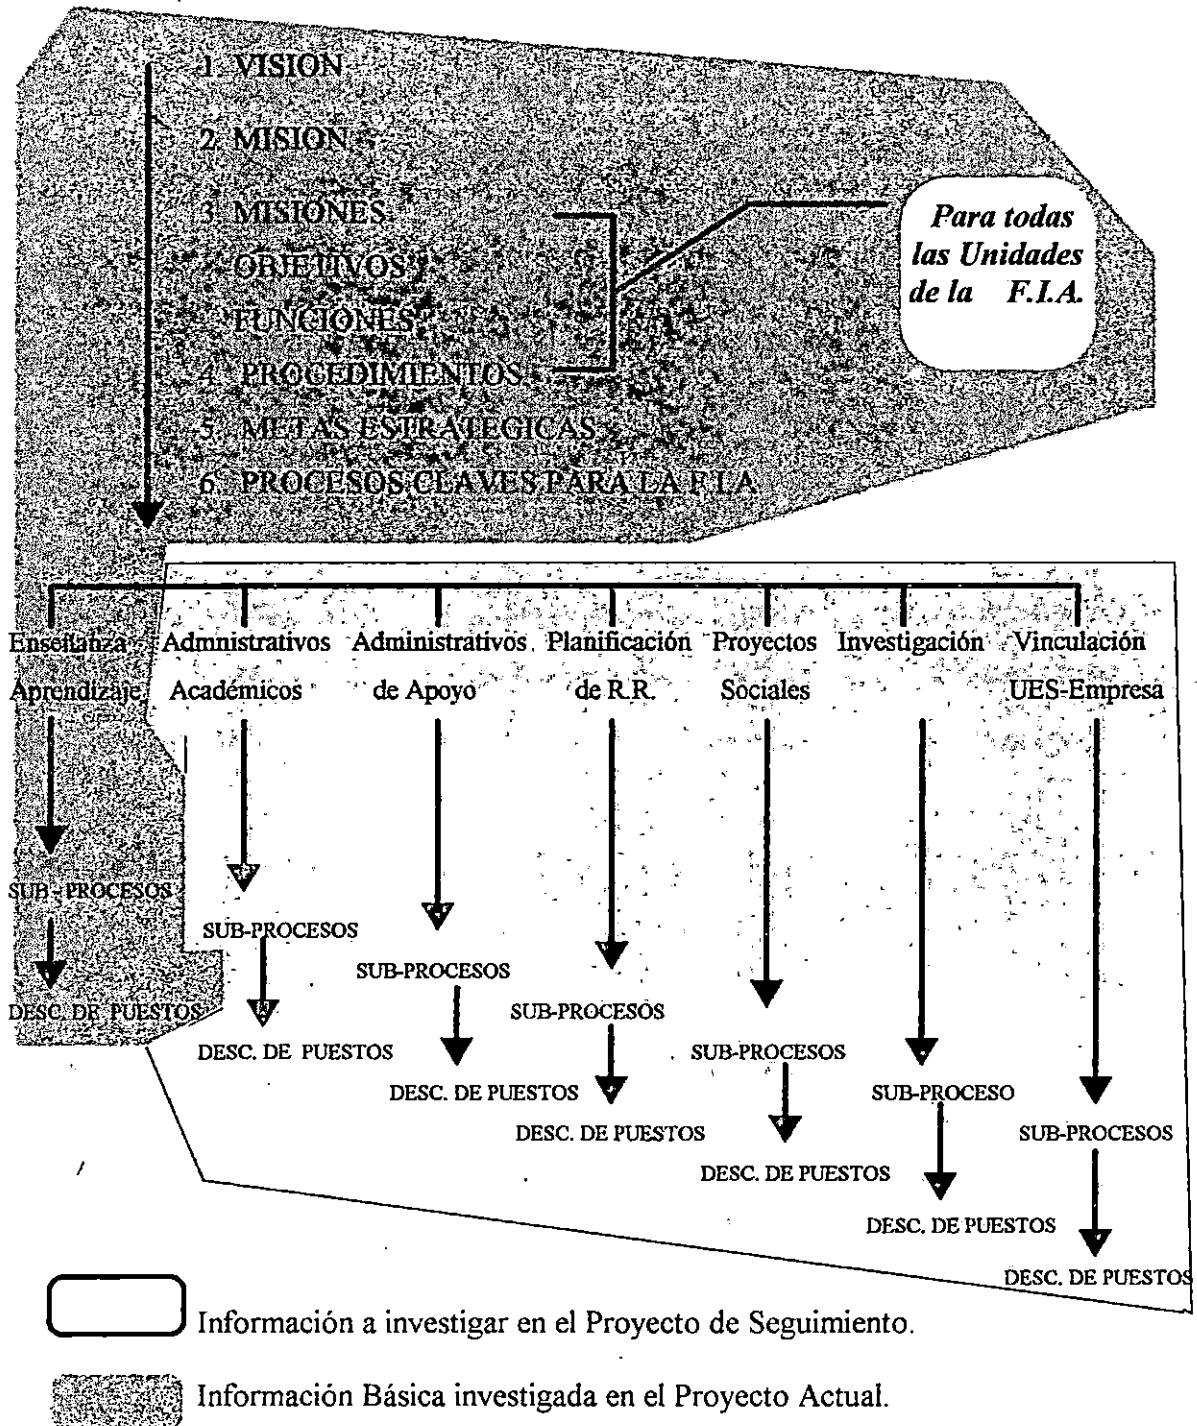 1. VISION
2. MISION
3. MISIONES
OBJETIVOS
FUNCIONES
4. PROCEDIMIENTOS
5. METAS ESTRATEGICAS
6. PROCESOS CLAVES PARA LA F.I.A
Para todas
las Unidades
de la F.I.A.
Enseñanza
Aprendizaje
Admnistrativos
Académicos
Administrativos
de Apoyo
Planificación
de R.R.
Proyectos
Sociales
Investigación
Vinculación
UES-Empresa
SUB - PROCESOS
DESC. DE PUESTOS
SUB-PROCESOS
DESC. DE PUESTOS
SUB-PROCESOS
DESC. DE PUESTOS
SUB-PROCESOS
DESC. DE PUESTOS
SUB-PROCESOS
DESC. DE PUESTOS
SUB-PROCESO
DESC. DE PUESTOS
SUB-PROCESOS
DESC. DE PUESTOS
Información a investigar en el Proyecto de Seguimiento.
Información Básica investigada en el Proyecto Actual.